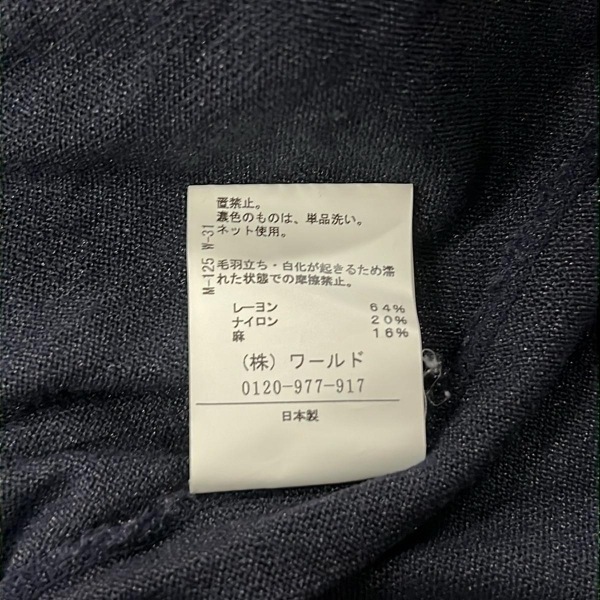 置禁止。
濃色のものは、単品洗い。
ネット使用。
M-125 W-31
毛羽立ち・白化が起きるため濡
れた状態での摩擦禁止。
レーヨン 64%
ナイロン 20%
麻 16%
(株) ワールド
0120-977-917
日本製